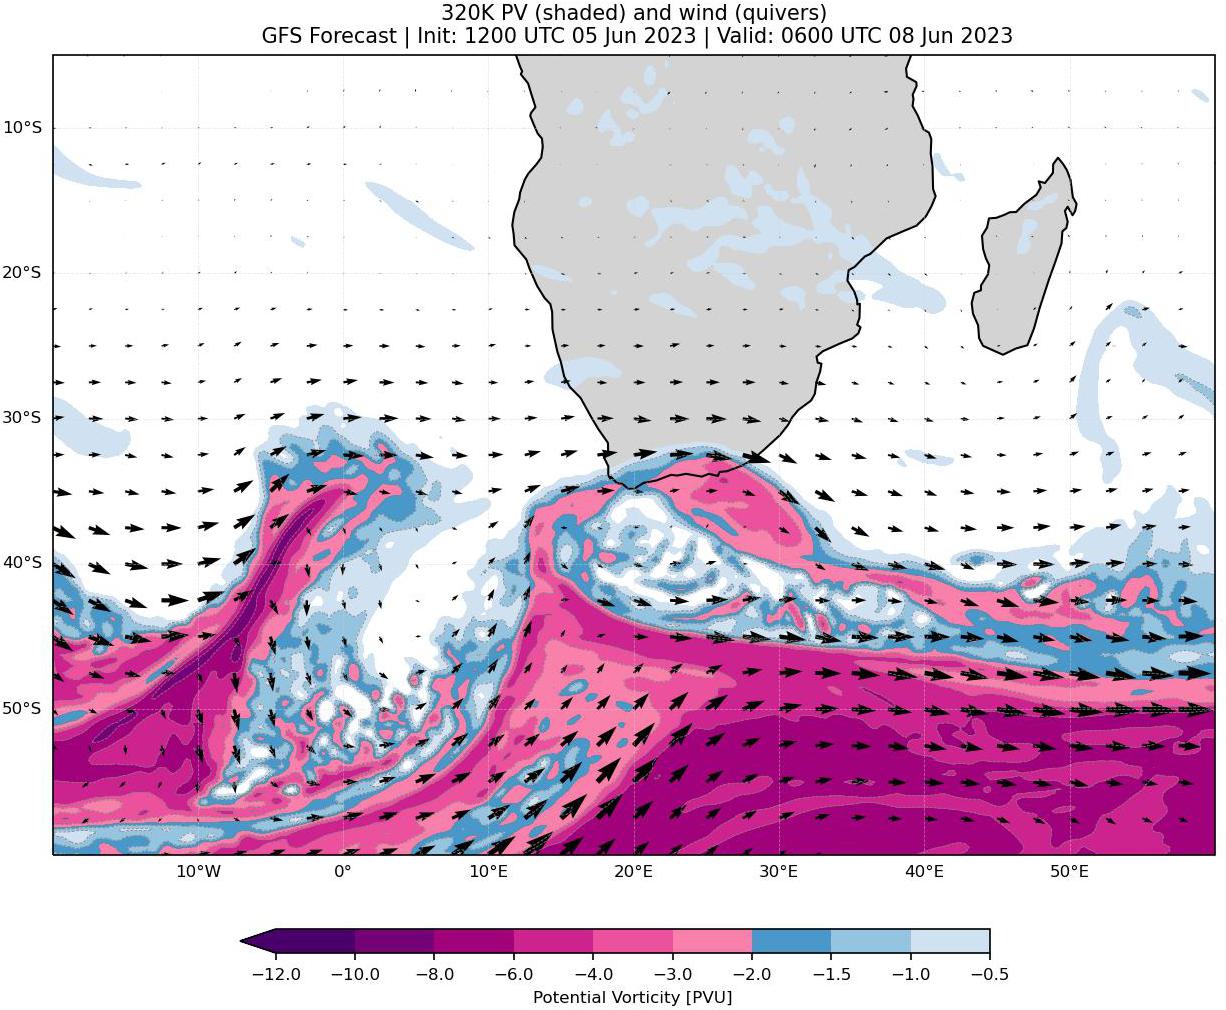 320K PV (shaded) and wind (quivers)
GFS Forecast | Init: 1200 UTC 05 Jun 2023 | Valid: 0600 UTC 08 Jun 2023
10°S
20°S
30°S
40°S
50°S
10°W 0° 10°E 20°E 30°E 40°E 50°E
−12.0 −10.0 −8.0 −6.0 −4.0 −3.0 −2.0 −1.5 −1.0 −0.5
Potential Vorticity [PVU]